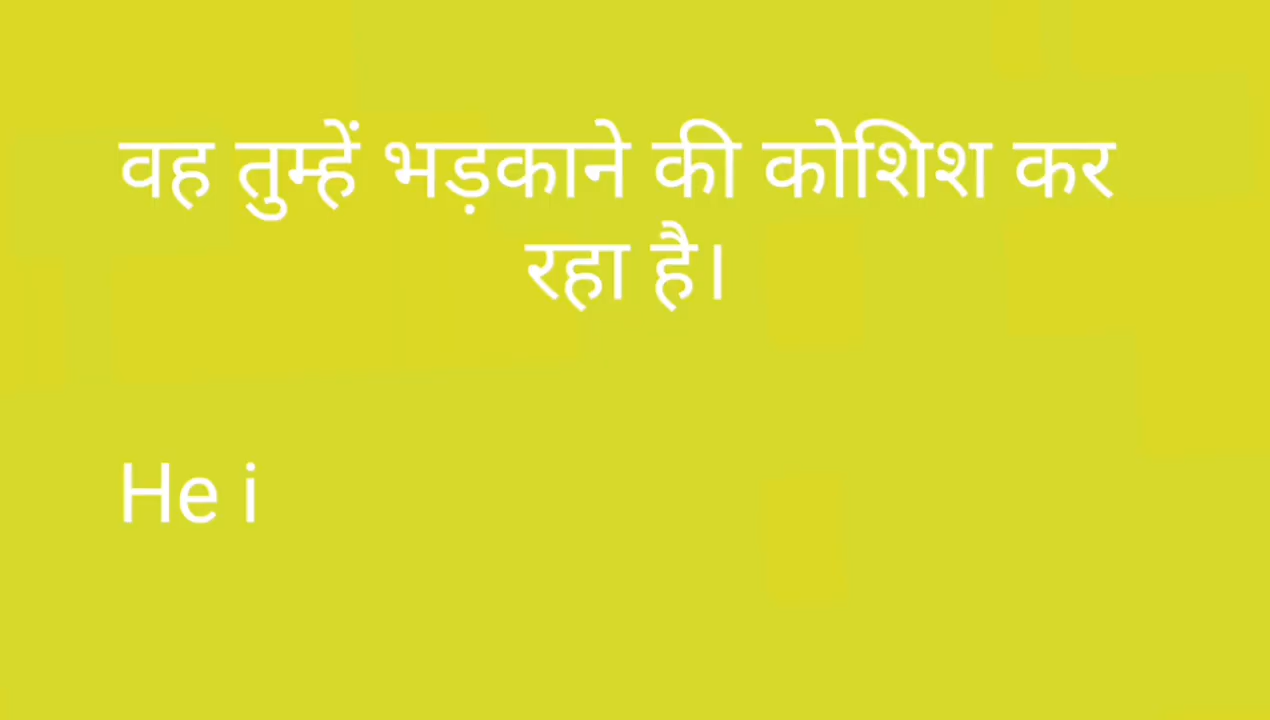 वह तुम्हें भड़काने की कोशिश कर
रहा है।
He i